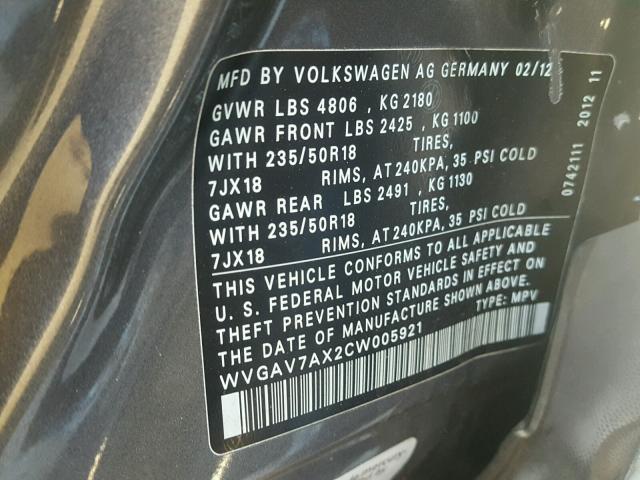 MFD BY VOLKSWAGEN AG GERMANY 02/12
GVWR LBS 4806 , KG 2180
GAWR FRONT LBS 2425 , KG 1100
WITH 235/50R18 TIRES,
7JX18 RIMS, AT 240KPA, 35 PSI COLD
GAWR REAR LBS 2491 , KG 1130
WITH 235/50R18 TIRES,
7JX18 RIMS, AT 240KPA, 35 PSI COLD
THIS VEHICLE CONFORMS TO ALL APPLICABLE
U. S. FEDERAL MOTOR VEHICLE SAFETY AND
THEFT PREVENTION STANDARDS IN EFFECT ON
THE DATE OF MANUFACTURE SHOWN ABOVE.
TYPE: MPV
WVGAV7AX2CW005921
0742111 2012 11